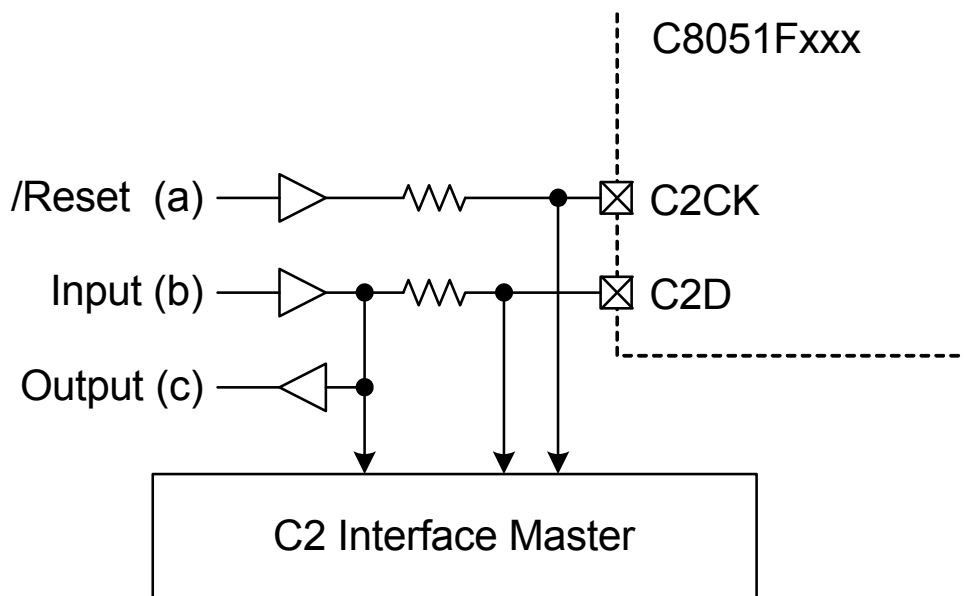 C8051Fxxx
/Reset (a)
C2CK
Input (b)
C2D
Output (c)
C2 Interface Master